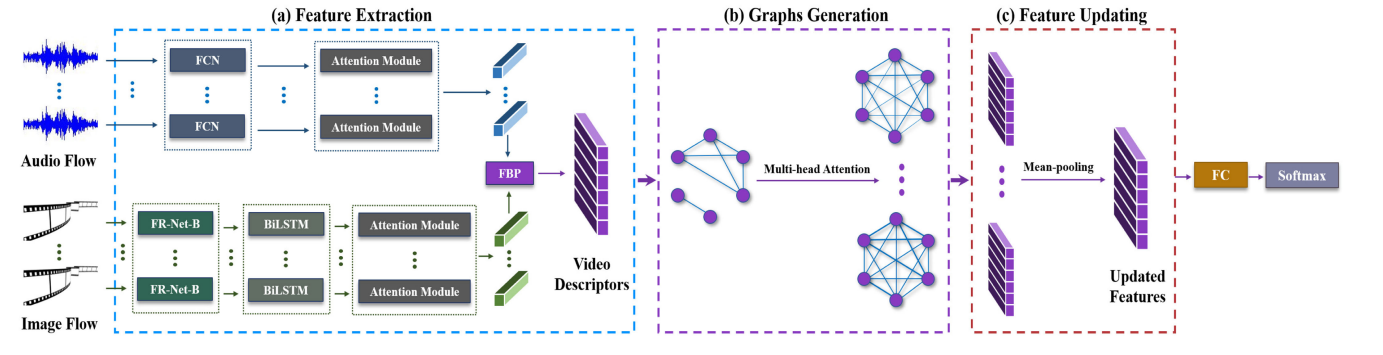 (a) Feature Extraction
(b) Graphs Generation
(c) Feature Updating
FCN
Attention Module
FCN
Attention Module
Audio Flow
FBP
Multi-head Attention
Mean-pooling
FC
Softmax
FR-Net-B
BiLSTM
Attention Module
FR-Net-B
BiLSTM
Attention Module
Image Flow
Video
Descriptors
Updated
Features